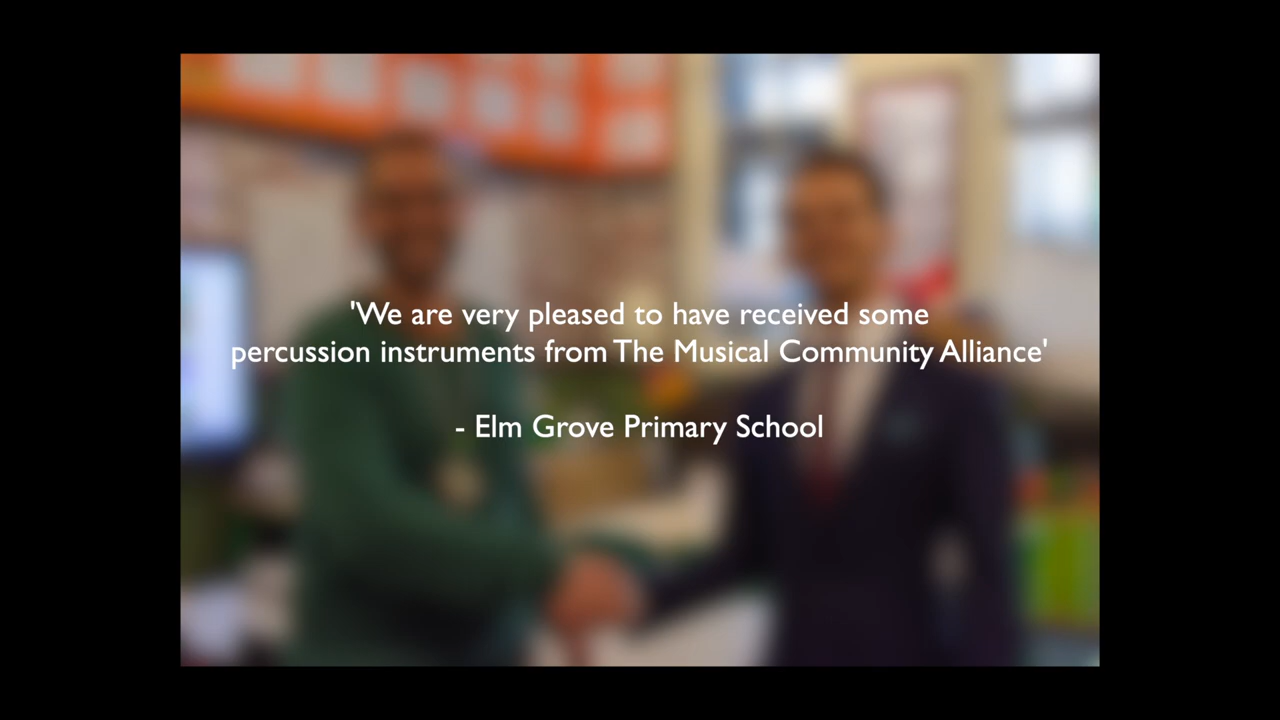 'We are very pleased to have received some
percussion instruments from The Musical Community Alliance'
- Elm Grove Primary School